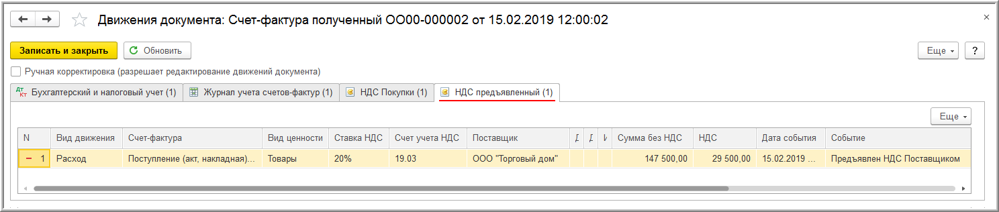 Движения документа: Счет-фактура полученный ОО00-000002 от 15.02.2019 12:00:02
Записать и закрыть
Обновить
Еще
?
Ручная корректировка (разрешает редактирование движений документа)
Дт Кт Бухгалтерский и налоговый учет (1)
Журнал учета счетов-фактур (1)
НДС Покупки (1)
НДС предъявленный (1)
Еще
N Вид движения Счет-фактура Вид ценности Ставка НДС Счет учета НДС Поставщик Сумма без НДС НДС Дата события Событие
1 Расход Поступление (акт, накладная)... Товары 20% 19.03 ООО "Торговый дом" 147 500,00 29 500,00 15.02.2019 ... Предъявлен НДС Поставщиком